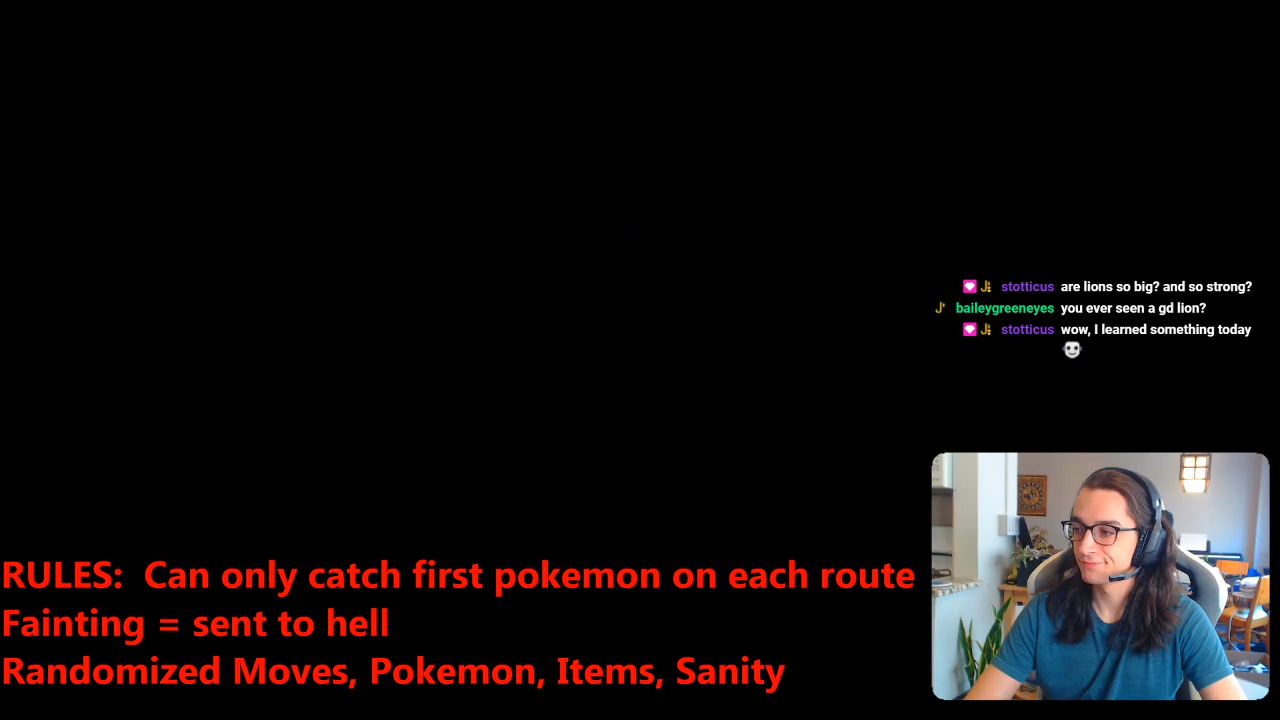 stotticus are lions so big? and so strong?
baileygreeneyes you ever seen a gd lion?
stotticus wow, I learned something today
RULES: Can only catch first pokemon on each route
Fainting = sent to hell
Randomized Moves, Pokemon, Items, Sanity